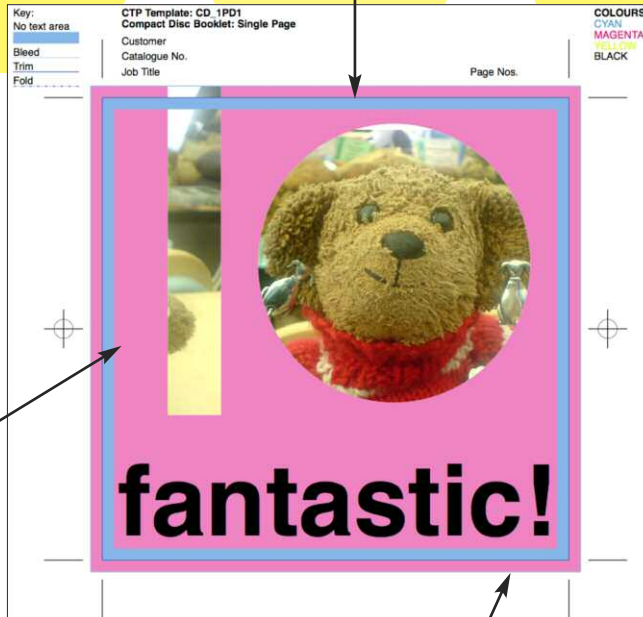 Key:
No text area
Bleed
Trim
Fold
CTP Template: CD_1PD1
Compact Disc Booklet: Single Page
Customer
Catalogue No.
Job Title
Page Nos.
COLOURS
CYAN
MAGENTA
YELLOW
BLACK
fantastic!